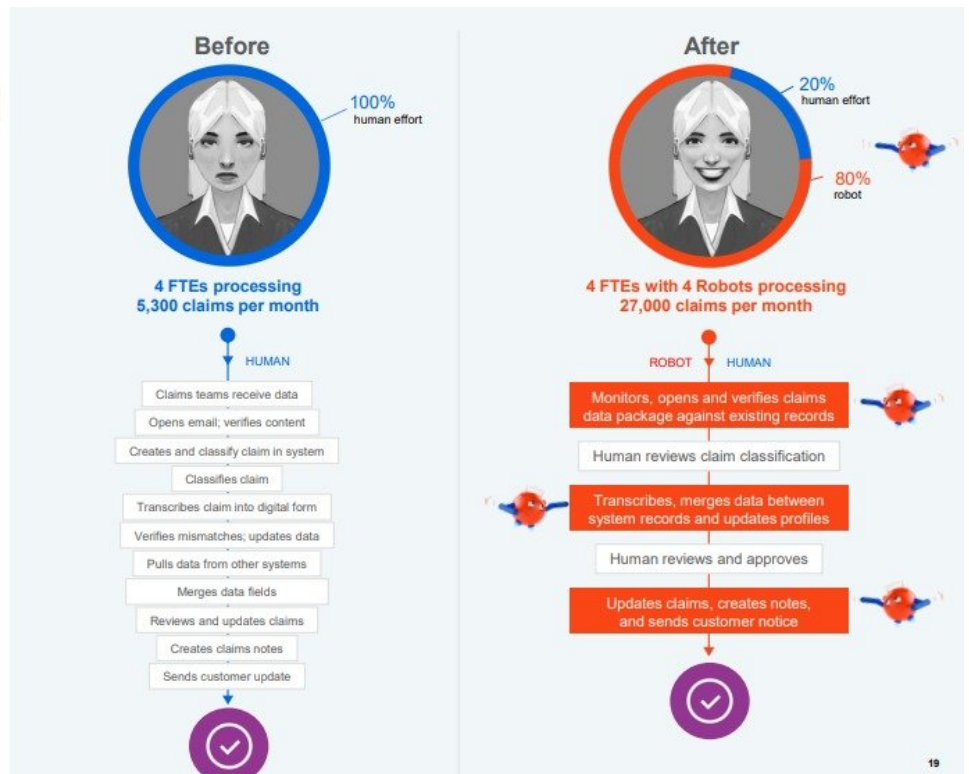 Before
100%
human effort
4 FTEs processing
5,300 claims per month
HUMAN
Claims teams receive data
Opens email; verifies content
Creates and classify claim in system
Classifies claim
Transcribes claim into digital form
Verifies mismatches; updates data
Pulls data from other systems
Merges data fields
Reviews and updates claims
Creates claims notes
Sends customer update
After
20%
human effort
80%
robot
4 FTEs with 4 Robots processing
27,000 claims per month
ROBOT HUMAN
Monitors, opens and verifies claims
data package against existing records
Human reviews claim classification
Transcribes, merges data between
system records and updates profiles
Human reviews and approves
Updates claims, creates notes,
and sends customer notice
19